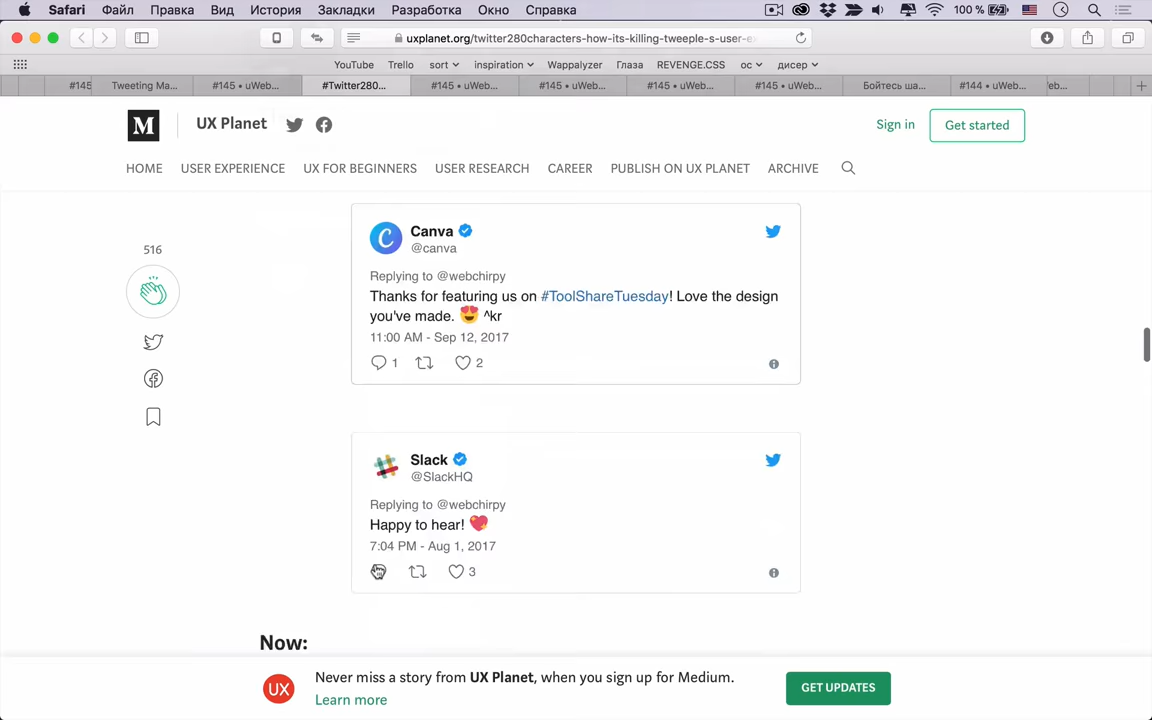 Safari Файл Правка Вид История Закладки Разработка Окно Справка 100 %
uxplanet.org/twitter280characters-how-its-killing-tweeple-s-user-e
YouTube Trello sort inspiration Wappalyzer Глаза REVENGE.CSS ос дисер
#145 Tweeting Ma... #145 • uWeb... #Twitter280... #145 • uWeb... #145 • uWeb... #145 • uWeb... #145 • uWeb... Бойтесь ша... #144 • uWeb... 'eb...
M UX Planet Sign in Get started
HOME USER EXPERIENCE UX FOR BEGINNERS USER RESEARCH CAREER PUBLISH ON UX PLANET ARCHIVE
516
Canva
@canva
Replying to @webchirpy
Thanks for featuring us on #ToolShareTuesday! Love the design
you've made. 😍 ^kr
11:00 AM - Sep 12, 2017
1 2
Slack
@SlackHQ
Replying to @webchirpy
Happy to hear! 💖
7:04 PM - Aug 1, 2017
3
Now:
UX Never miss a story from UX Planet, when you sign up for Medium.
Learn more
GET UPDATES